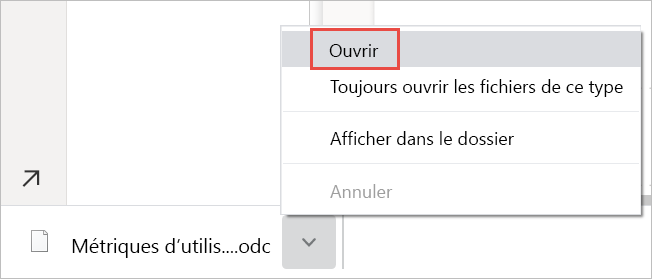 Ouvrir
Toujours ouvrir les fichiers de ce type
Afficher dans le dossier
Annuler
Métriques d’utilis....odc